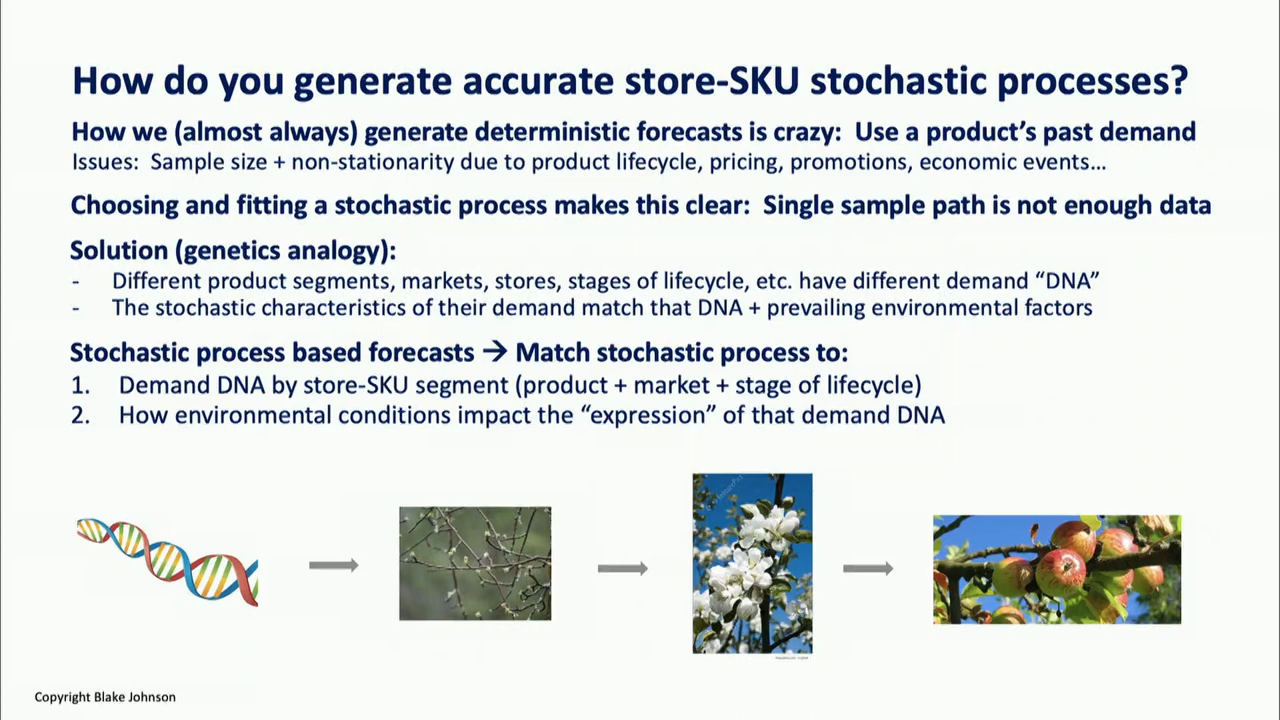 How do you generate accurate store-SKU stochastic processes?
How we (almost always) generate deterministic forecasts is crazy:  Use a product’s past demand
Issues:  Sample size + non-stationarity due to product lifecycle, pricing, promotions, economic events…
Choosing and fitting a stochastic process makes this clear:  Single sample path is not enough data
Solution (genetics analogy):
- Different product segments, markets, stores, stages of lifecycle, etc. have different demand “DNA”
- The stochastic characteristics of their demand match that DNA + prevailing environmental factors
Stochastic process based forecasts → Match stochastic process to:
1. Demand DNA by store-SKU segment (product + market + stage of lifecycle)
2. How environmental conditions impact the “expression” of that demand DNA
Copyright Blake Johnson